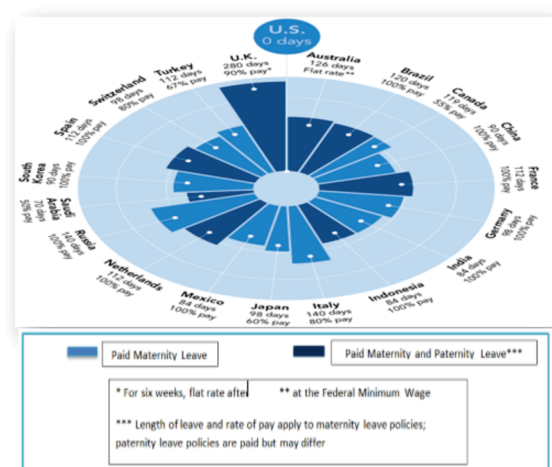 U.S.
0 days
Australia
126 days
Flat rate**
Brazil
120 days
100% pay
Canada
119 days
55% pay
China
90 days
100% pay
France
112 days
100% pay
Germany
98 days
100% pay
India
84 days
100% pay
Indonesia
84 days
100% pay
Italy
140 days
80% pay
Japan
98 days
60% pay
Mexico
84 days
100% pay
Netherlands
112 days
100% pay
Russia
140 days
100% pay
Saudi
Arabia
70 days
50% pay
South
Korea
90 days
100% pay
Spain
112 days
100% pay
Switzerland
98 days
80% pay
Turkey
112 days
67% pay
U.K.
280 days
90% pay*
Paid Maternity Leave
Paid Maternity and Paternity Leave***
* For six weeks, flat rate after
** at the Federal Minimum Wage
*** Length of leave and rate of pay apply to maternity leave policies;
paternity leave policies are paid but may differ